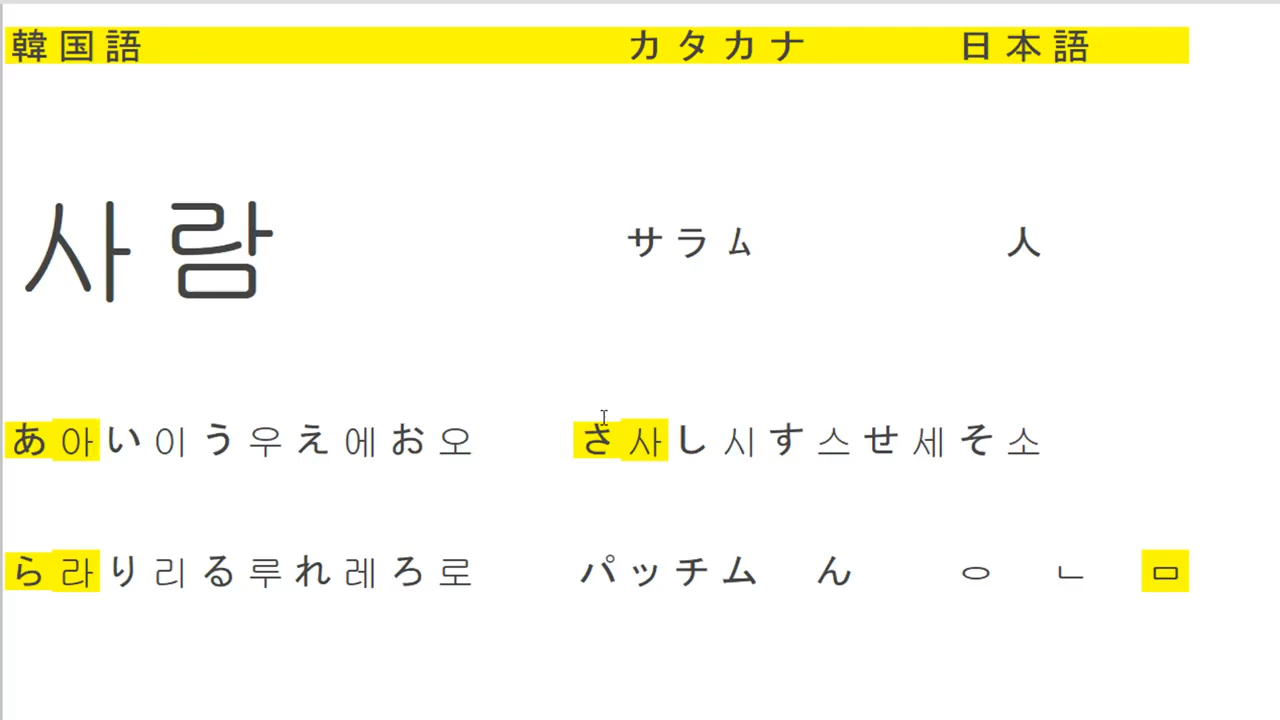 韓国語 カタカナ 日本語
사람 サラム 人
あ아い이う우え에お오 さ사し시す스せ세そ소
ら라り리る루れ레ろ로 パッチム ん ㅇ ㄴ ㅁ